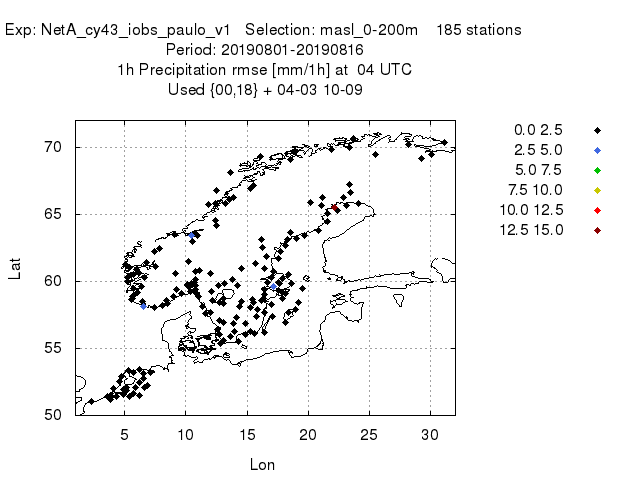 Exp: NetA_cy43_iobs_paulo_v1   Selection: masl_0-200m    185 stations
Period: 20190801-20190816
1h Precipitation rmse [mm/1h] at  04 UTC
Used {00,18} + 04-03 10-09
70
65
60
55
50
Lat
5 10 15 20 25 30
Lon
0.0 2.5
2.5 5.0
5.0 7.5
7.5 10.0
10.0 12.5
12.5 15.0